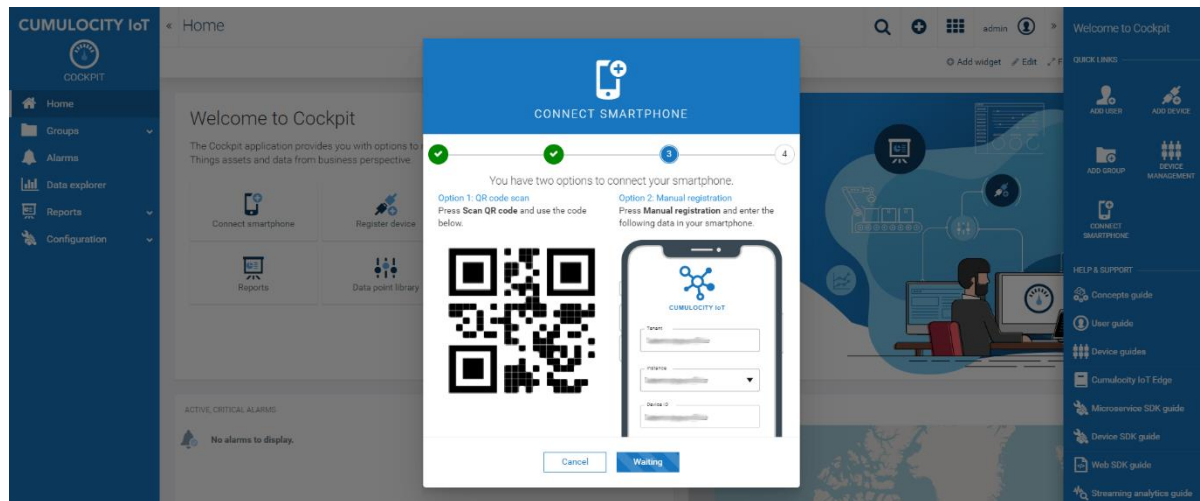 CUMULOCITY IoT
COCKPIT
Home
Groups
Alarms
Data explorer
Reports
Configuration
« Home
admin
»
Add widget
Edit
F
Welcome to Cockpit
The Cockpit application provides you with options to
Things assets and data from business perspective
Connect smartphone
Register device
Reports
Data point library
ACTIVE, CRITICAL ALARMS
No alarms to display.
CONNECT SMARTPHONE
3
4
You have two options to connect your smartphone.
Option 1: QR code scan
Press Scan QR code and use the code
below.
Option 2: Manual registration
Press Manual registration and enter the
following data in your smartphone.
CUMULOCITY IoT
Tenant
Instance
Device ID
Cancel
Waiting
Welcome to Cockpit
QUICK LINKS
ADD USER
ADD DEVICE
ADD GROUP
DEVICE
MANAGEMENT
CONNECT
SMARTPHONE
HELP & SUPPORT
Concepts guide
User guide
Device guides
Cumulocity IoT Edge
Microservice SDK guide
Device SDK guide
Web SDK guide
Streaming analytics guide